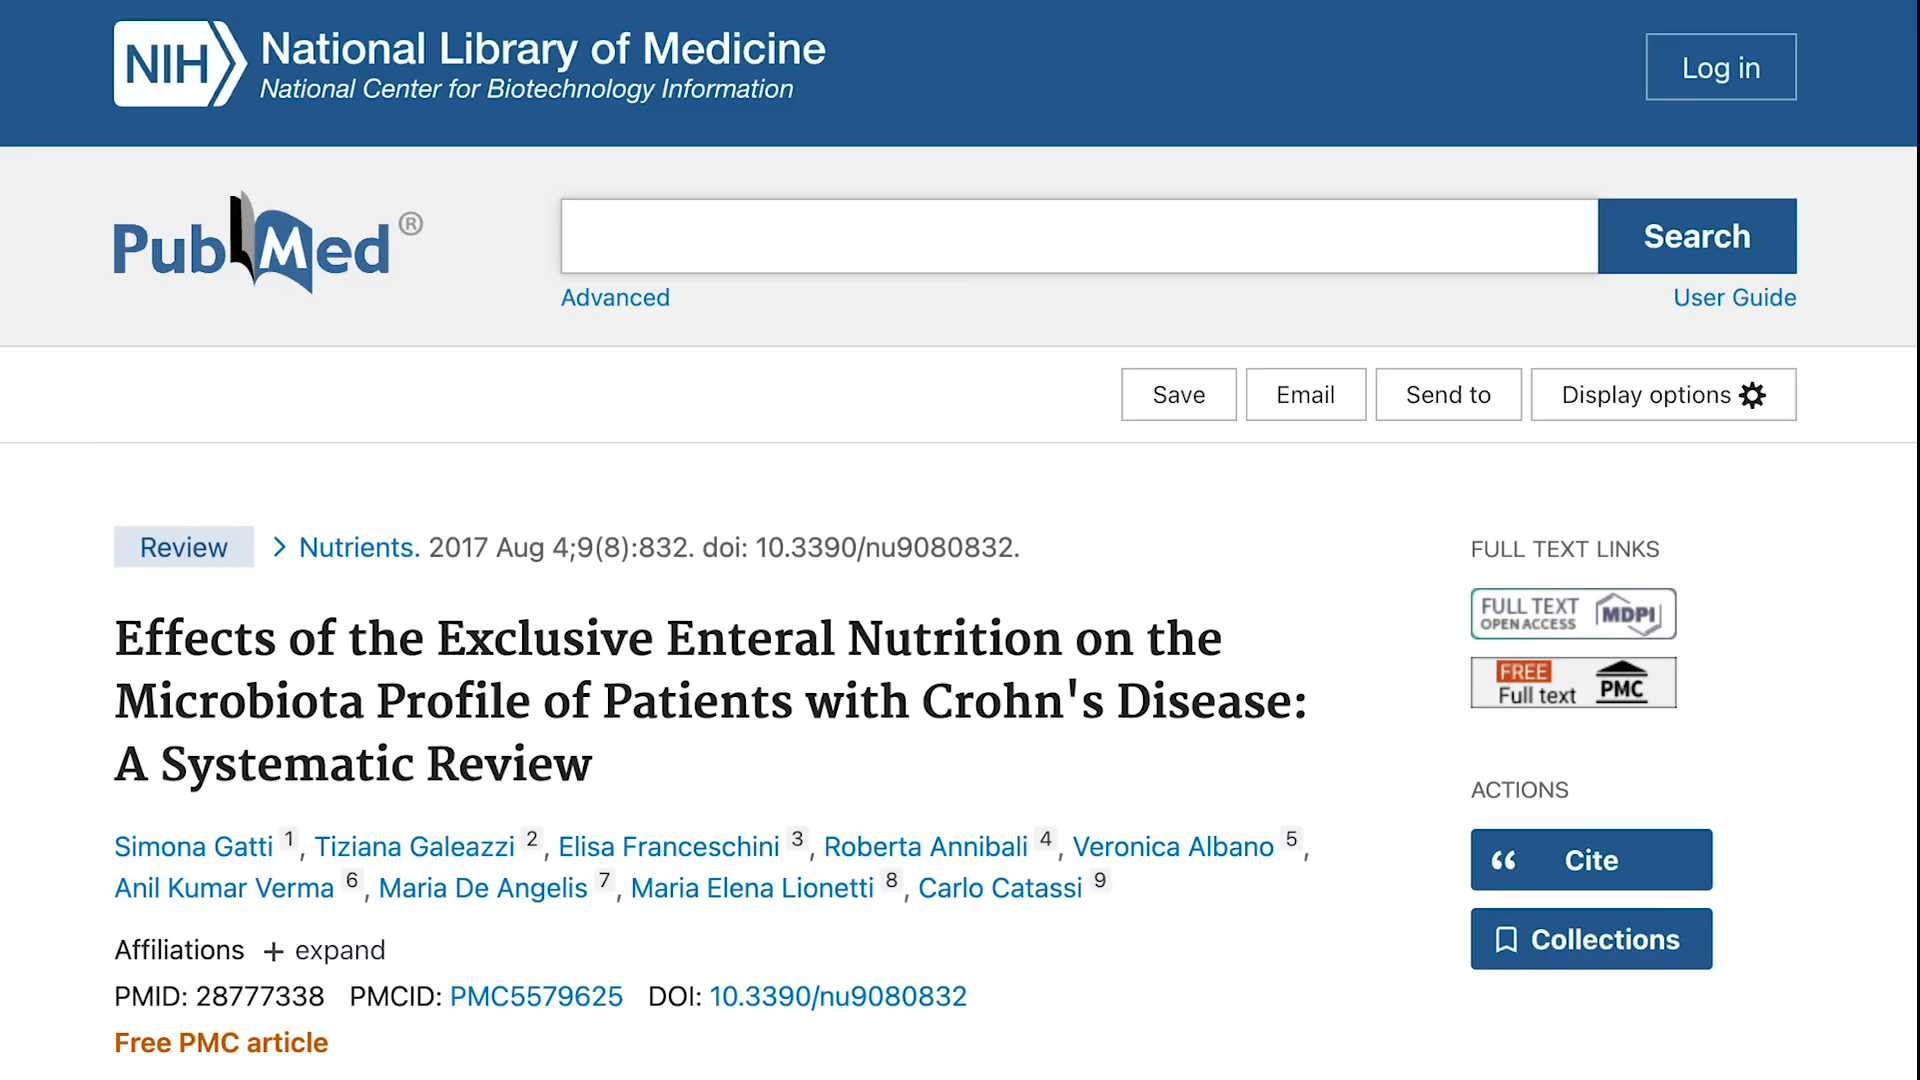 NIH National Library of Medicine
National Center for Biotechnology Information
Log in
PubMed®
Search
Advanced
User Guide
Save
Email
Send to
Display options
Review
Nutrients. 2017 Aug 4;9(8):832. doi: 10.3390/nu9080832.
Effects of the Exclusive Enteral Nutrition on the
Microbiota Profile of Patients with Crohn's Disease:
A Systematic Review
Simona Gatti 1, Tiziana Galeazzi 2, Elisa Franceschini 3, Roberta Annibali 4, Veronica Albano 5,
Anil Kumar Verma 6, Maria De Angelis 7, Maria Elena Lionetti 8, Carlo Catassi 9
Affiliations + expand
PMID: 28777338 PMCID: PMC5579625 DOI: 10.3390/nu9080832
Free PMC article
FULL TEXT LINKS
FULL TEXT
OPEN ACCESS
MDPI
FREE
Full text
PMC
ACTIONS
Cite
Collections